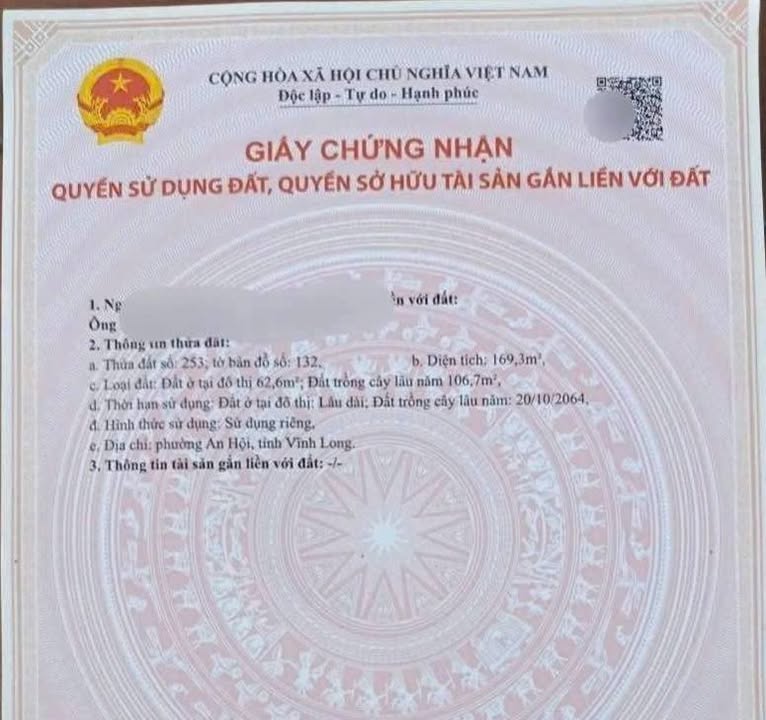 CỘNG HÒA XÃ HỘI CHỦ NGHĨA VIỆT NAM
Độc lập - Tự do - Hạnh phúc
GIẤY CHỨNG NHẬN
QUYỀN SỬ DỤNG ĐẤT, QUYỀN SỞ HỮU TÀI SẢN GẮN LIỀN VỚI ĐẤT
1. với đất:
Ông
2. Thông tin thửa đất:
a. Thửa đất số: 253; tờ bản đồ số: 132, b. Diện tích: 169,3m²,
c. Loại đất: Đất ở tại đô thị 62,6m²; Đất trồng cây lâu năm 106,7m²,
d. Thời hạn sử dụng: Đất ở tại đô thị: Lâu dài; Đất trồng cây lâu năm: 20/10/2064,
đ. Hình thức sử dụng: Sử dụng riêng,
e. Địa chỉ: phường An Hội, tỉnh Vĩnh Long.
3. Thông tin tài sản gắn liền với đất: -/-